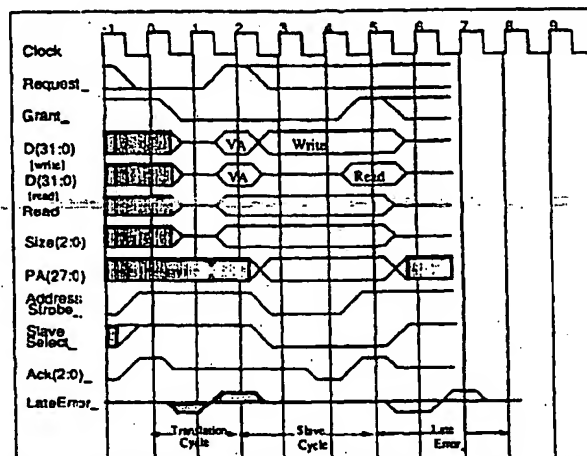 -1 0 1 2 3 4 5 6 7 8 9
Clock
Request_
Grant_
D(31:0) VA Write
[write]
D(31:0) VA Read
[read]
Read
Size(2:0)
PA(27:0)
Address
Strobe_
Slave
Select_
Ack(2:0)_
LateError_
Translation Slave Late
Cycle Cycle Error